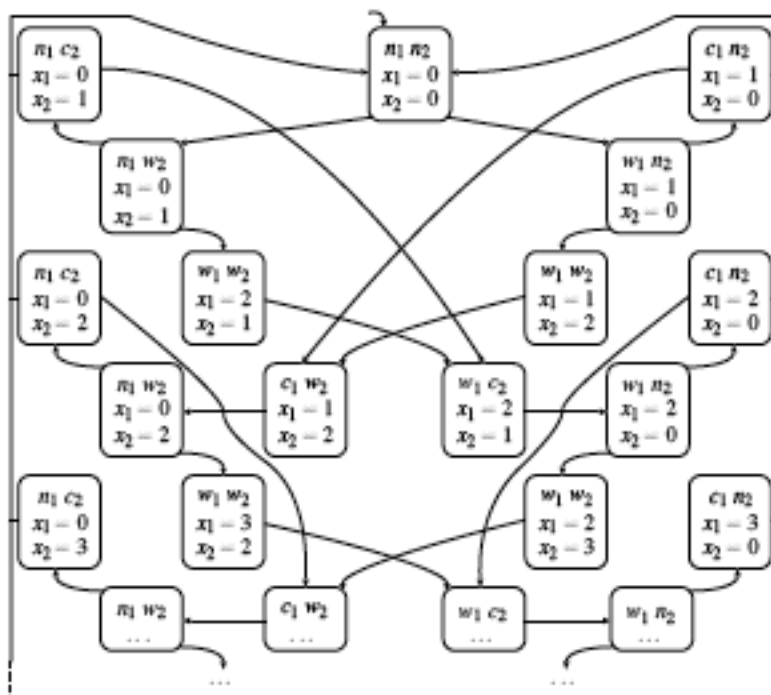 n₁ c₂
x₁ = 0
x₂ = 1
n₁ n₂
x₁ = 0
x₂ = 0
c₁ n₂
x₁ = 1
x₂ = 0
n₁ w₂
x₁ = 0
x₂ = 1
w₁ n₂
x₁ = 1
x₂ = 0
n₁ c₂
x₁ = 0
x₂ = 2
w₁ w₂
x₁ = 2
x₂ = 1
w₁ w₂
x₁ = 1
x₂ = 2
c₁ n₂
x₁ = 2
x₂ = 0
n₁ w₂
x₁ = 0
x₂ = 2
c₁ w₂
x₁ = 1
x₂ = 2
w₁ c₂
x₁ = 2
x₂ = 1
w₁ n₂
x₁ = 2
x₂ = 0
n₁ c₂
x₁ = 0
x₂ = 3
w₁ w₂
x₁ = 3
x₂ = 2
w₁ w₂
x₁ = 2
x₂ = 3
c₁ n₂
x₁ = 3
x₂ = 0
n₁ w₂
...
c₁ w₂
...
w₁ c₂
...
w₁ n₂
...
...
...